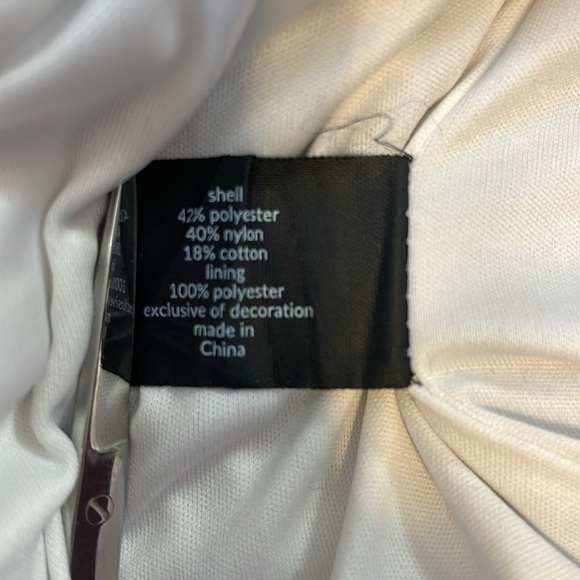 shell
42% polyester
40% nylon
18% cotton
lining
100% polyester
exclusive of decoration
made in
China